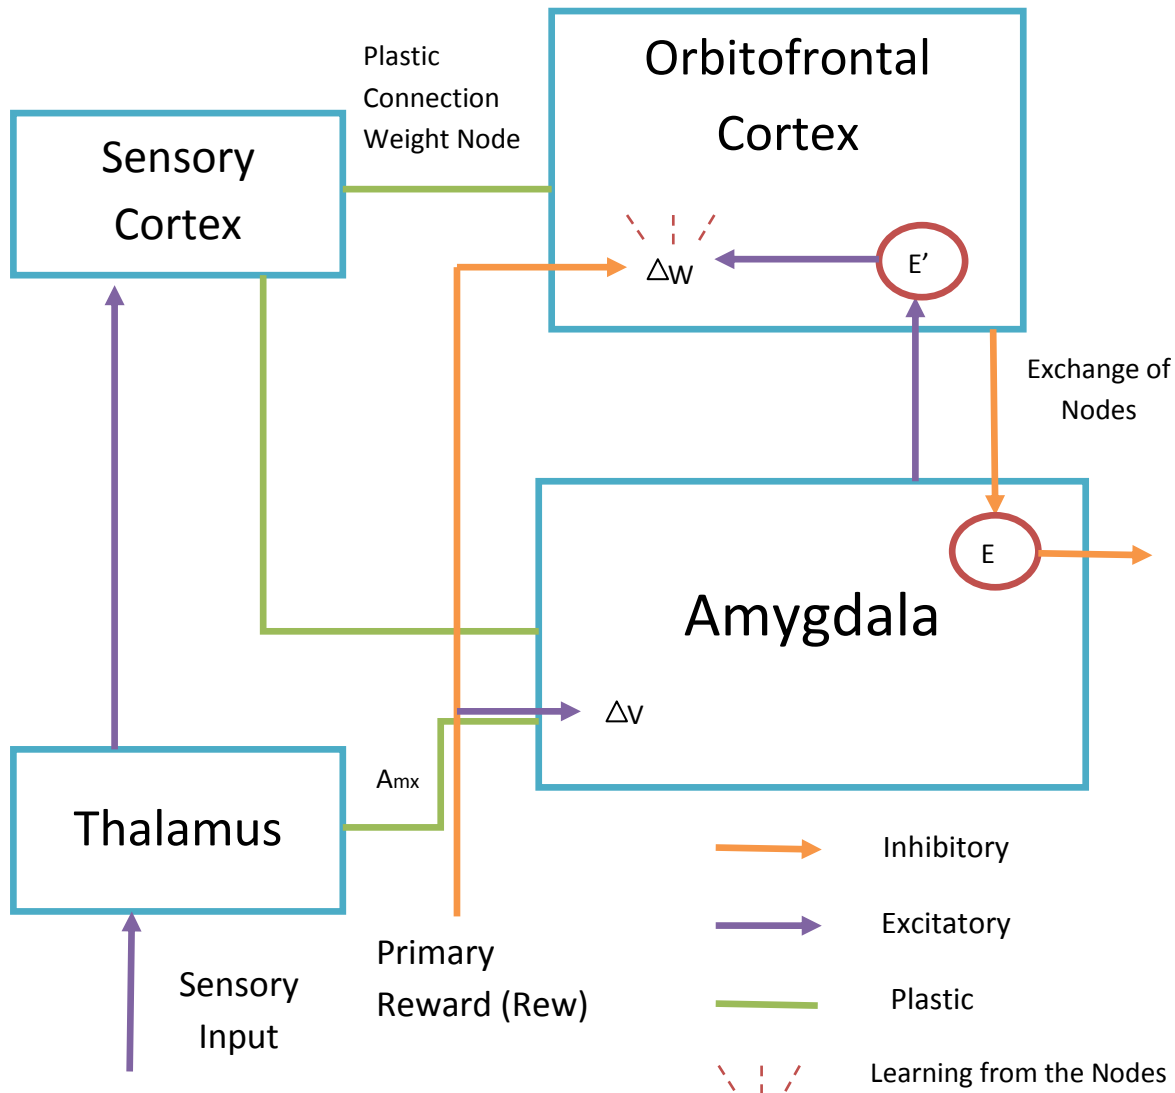 Plastic
Connection
Weight Node
Orbitofrontal
Cortex
Sensory
Cortex
△W
E’
Exchange of
Nodes
E
Amygdala
△V
Amx
Thalamus
Inhibitory
Excitatory
Primary
Reward (Rew)
Sensory
Input
Plastic
Learning from the Nodes